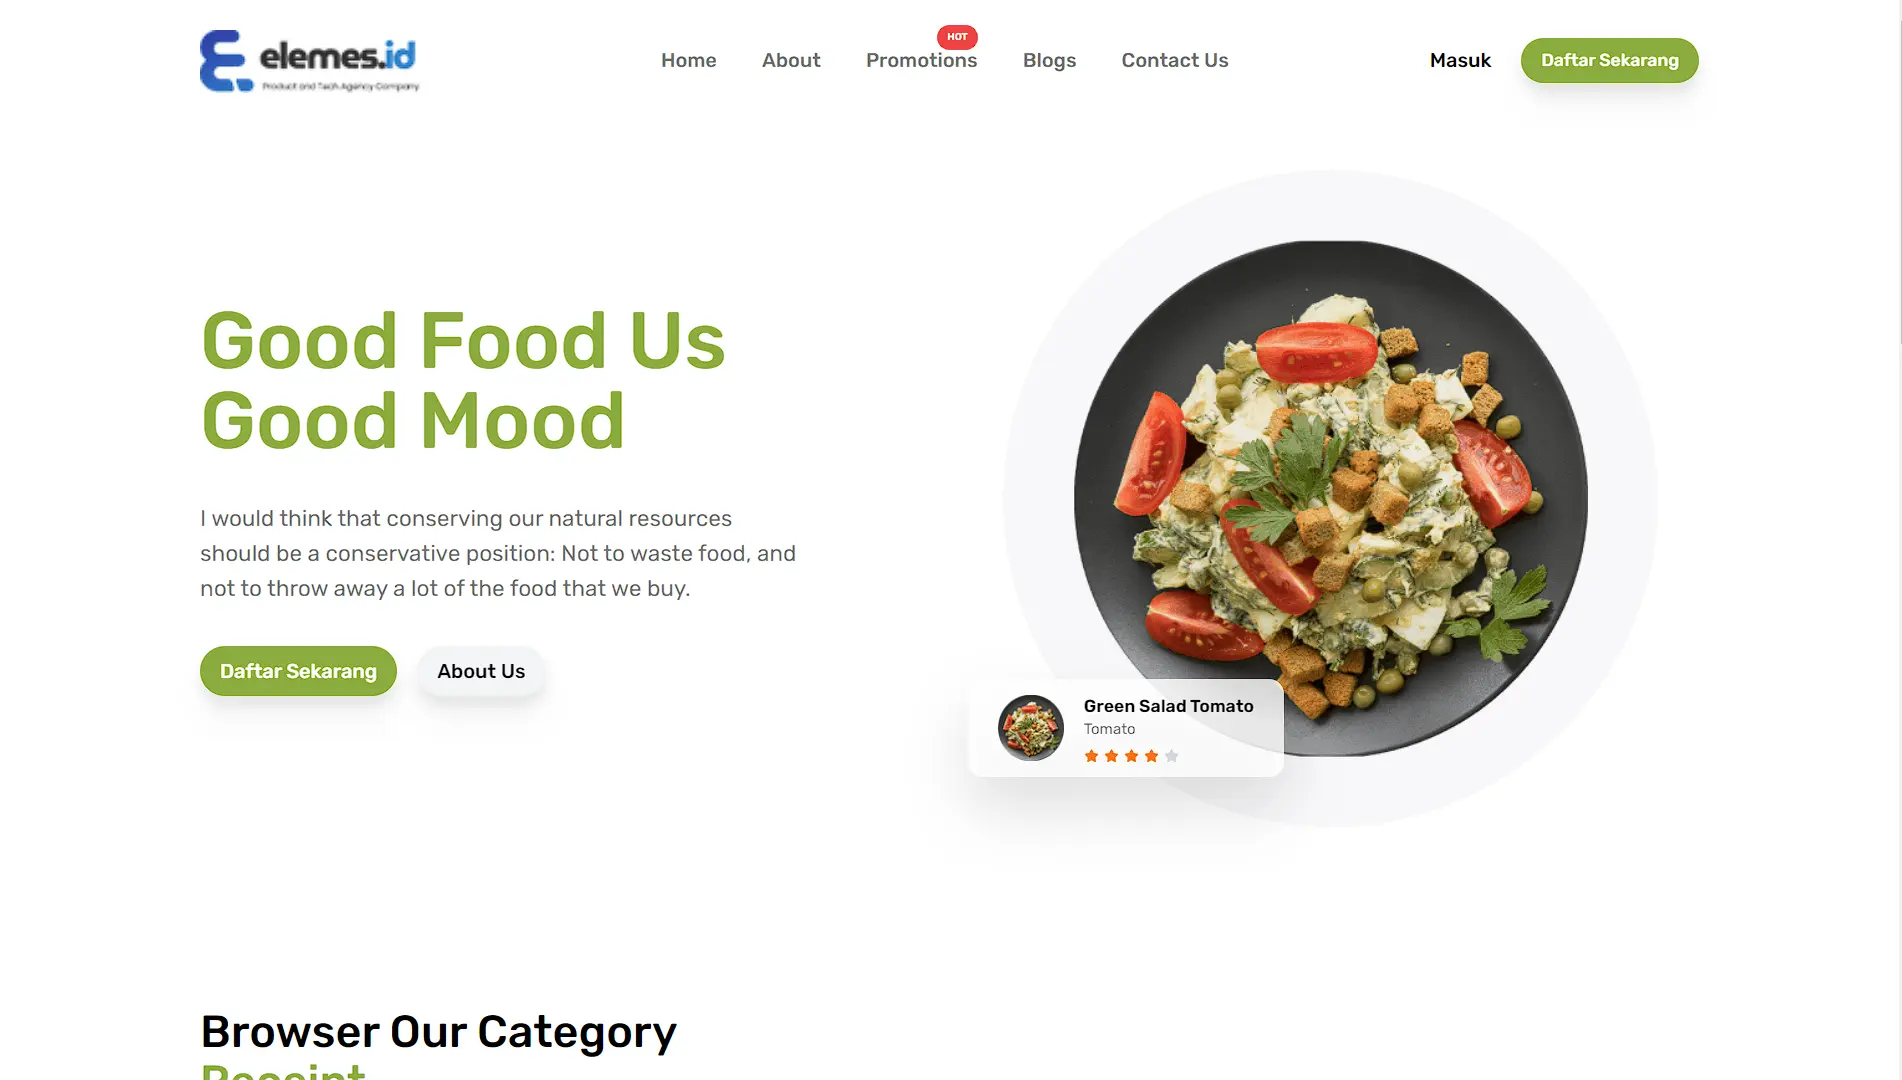 elemes.id
Product and Tech Agency Company
Home
About
Promotions
HOT
Blogs
Contact Us
Masuk
Daftar Sekarang
Good Food Us
Good Mood
I would think that conserving our natural resources
should be a conservative position: Not to waste food, and
not to throw away a lot of the food that we buy.
Daftar Sekarang
About Us
Green Salad Tomato
Tomato
Browser Our Category
Receipt